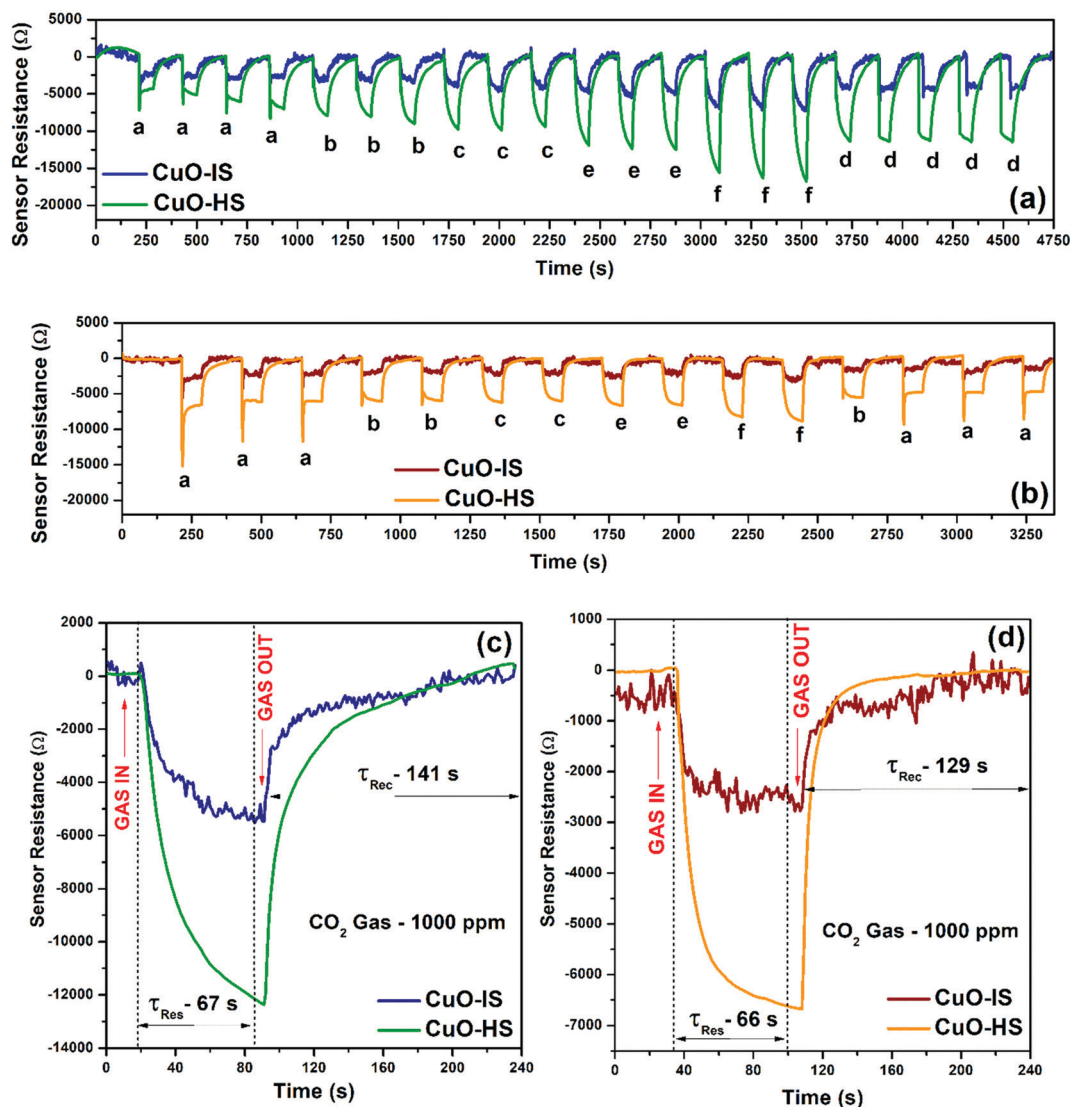 5000
0
-5000
-10000
-15000
-20000
Sensor Resistance (Ω)
a a a a b b b c c c e e e f f f d d d d d
CuO-IS
CuO-HS
(a)
0 250 500 750 1000 1250 1500 1750 2000 2250 2500 2750 3000 3250 3500 3750 4000 4250 4500 4750
Time (s)
5000
0
-5000
-10000
-15000
-20000
Sensor Resistance (Ω)
a a a b b c c e e f f b a a a
CuO-IS
CuO-HS
(b)
0 250 500 750 1000 1250 1500 1750 2000 2250 2500 2750 3000 3250
Time (s)
2000
0
-2000
-4000
-6000
-8000
-10000
-12000
-14000
Sensor Resistance (Ω)
(c)
GAS IN
GAS OUT
τRec - 141 s
CO2 Gas - 1000 ppm
τRes - 67 s
CuO-IS
CuO-HS
0 40 80 120 160 200 240
Time (s)
1000
0
-1000
-2000
-3000
-4000
-5000
-6000
-7000
Sensor Resistance (Ω)
(d)
GAS IN
GAS OUT
τRec - 129 s
CO2 Gas - 1000 ppm
τRes - 66 s
CuO-IS
CuO-HS
0 40 80 120 160 200 240
Time (s)